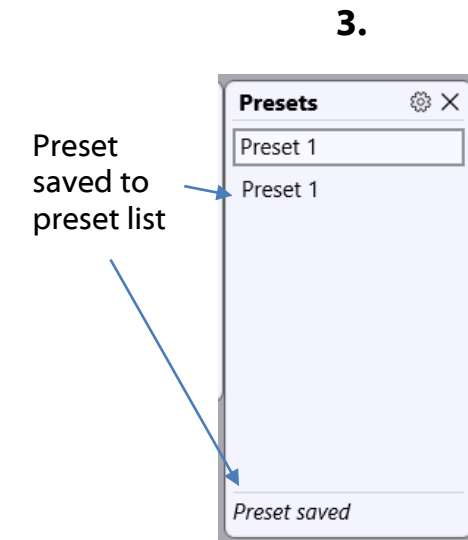 3.
Presets
Preset 1
Preset
saved to
preset list
Preset 1
Preset saved